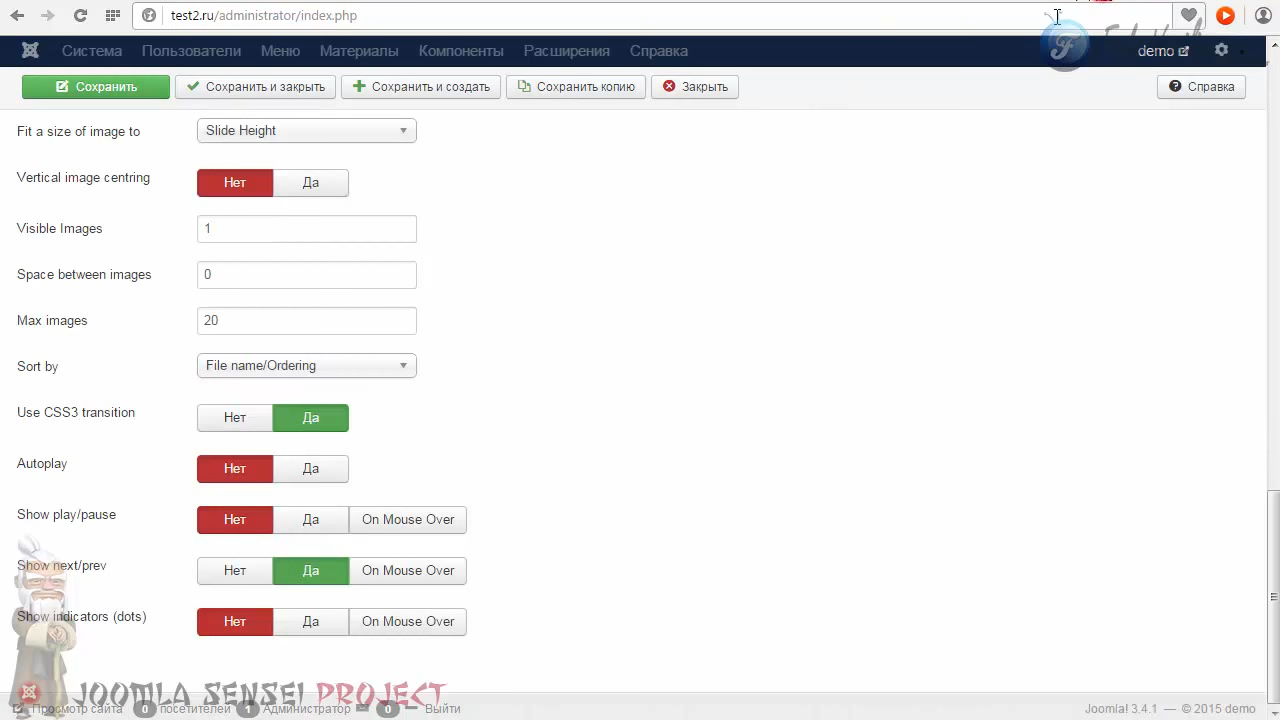 test2.ru/administrator/index.php
Система Пользователи Меню Материалы Компоненты Расширения Справка demo
Сохранить Сохранить и закрыть Сохранить и создать Сохранить копию Закрыть Справка
Fit a size of image to Slide Height
Vertical image centring Нет Да
Visible Images 1
Space between images 0
Max images 20
Sort by File name/Ordering
Use CSS3 transition Нет Да
Autoplay Нет Да
Show play/pause Нет Да On Mouse Over
Show next/prev Нет Да On Mouse Over
Show indicators (dots) Нет Да On Mouse Over
JOOMLA SENSEI PROJECT
Просмотр сайта 0 посетителей 1 Администратор 0 Выйти Joomla! 3.4.1 — © 2015 demo